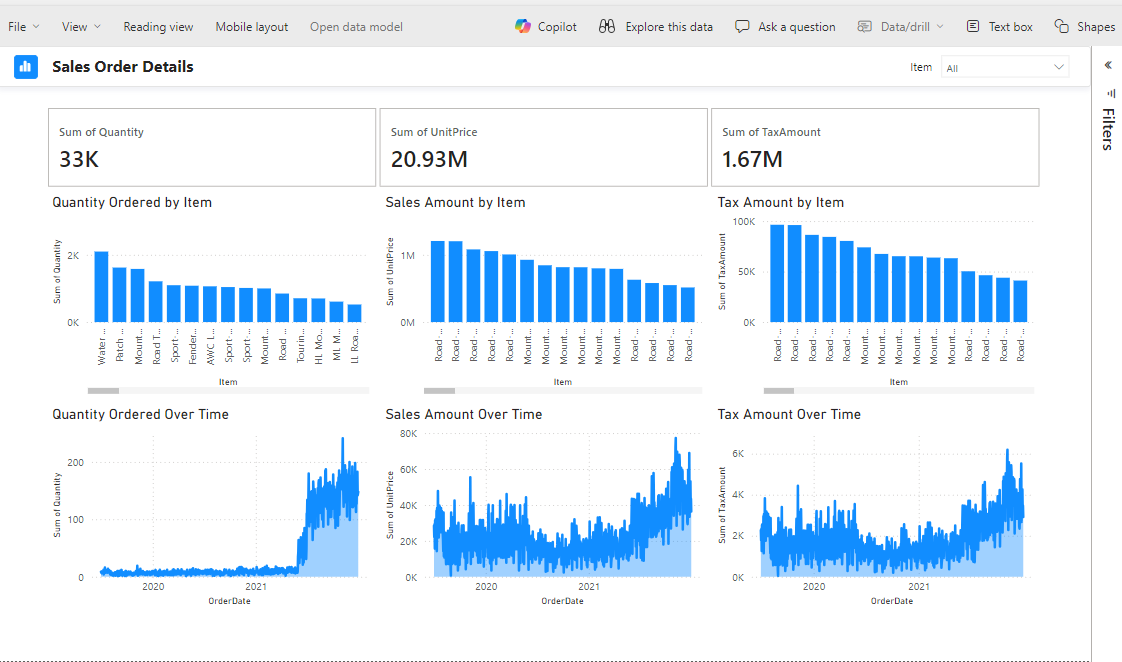 File View Reading view Mobile layout Open data model Copilot Explore this data Ask a question Data/drill Text box Shapes
Sales Order Details
Item All
Filters
Sum of Quantity
33K
Sum of UnitPrice
20.93M
Sum of TaxAmount
1.67M
Quantity Ordered by Item
Sum of Quantity
2K
0K
Water ...
Patch ...
Mount...
Road T...
Sport-...
Fender...
AWC L...
Sport-...
Sport-...
Mount...
Road ...
Tourin...
HL Mo...
ML M...
LL Roa...
Item
Sales Amount by Item
Sum of UnitPrice
1M
0M
Road-...
Road-...
Road-...
Road-...
Road-...
Mount...
Mount...
Mount...
Mount...
Mount...
Mount...
Road-...
Road-...
Road-...
Road-...
Item
Tax Amount by Item
Sum of TaxAmount
100K
50K
0K
Road-...
Road-...
Road-...
Road-...
Road-...
Mount...
Mount...
Mount...
Mount...
Mount...
Mount...
Road-...
Road-...
Road-...
Road-...
Item
Quantity Ordered Over Time
Sum of Quantity
200
100
0
2020 2021
OrderDate
Sales Amount Over Time
Sum of UnitPrice
80K
60K
40K
20K
0K
2020 2021
OrderDate
Tax Amount Over Time
Sum of TaxAmount
6K
4K
2K
0K
2020 2021
OrderDate